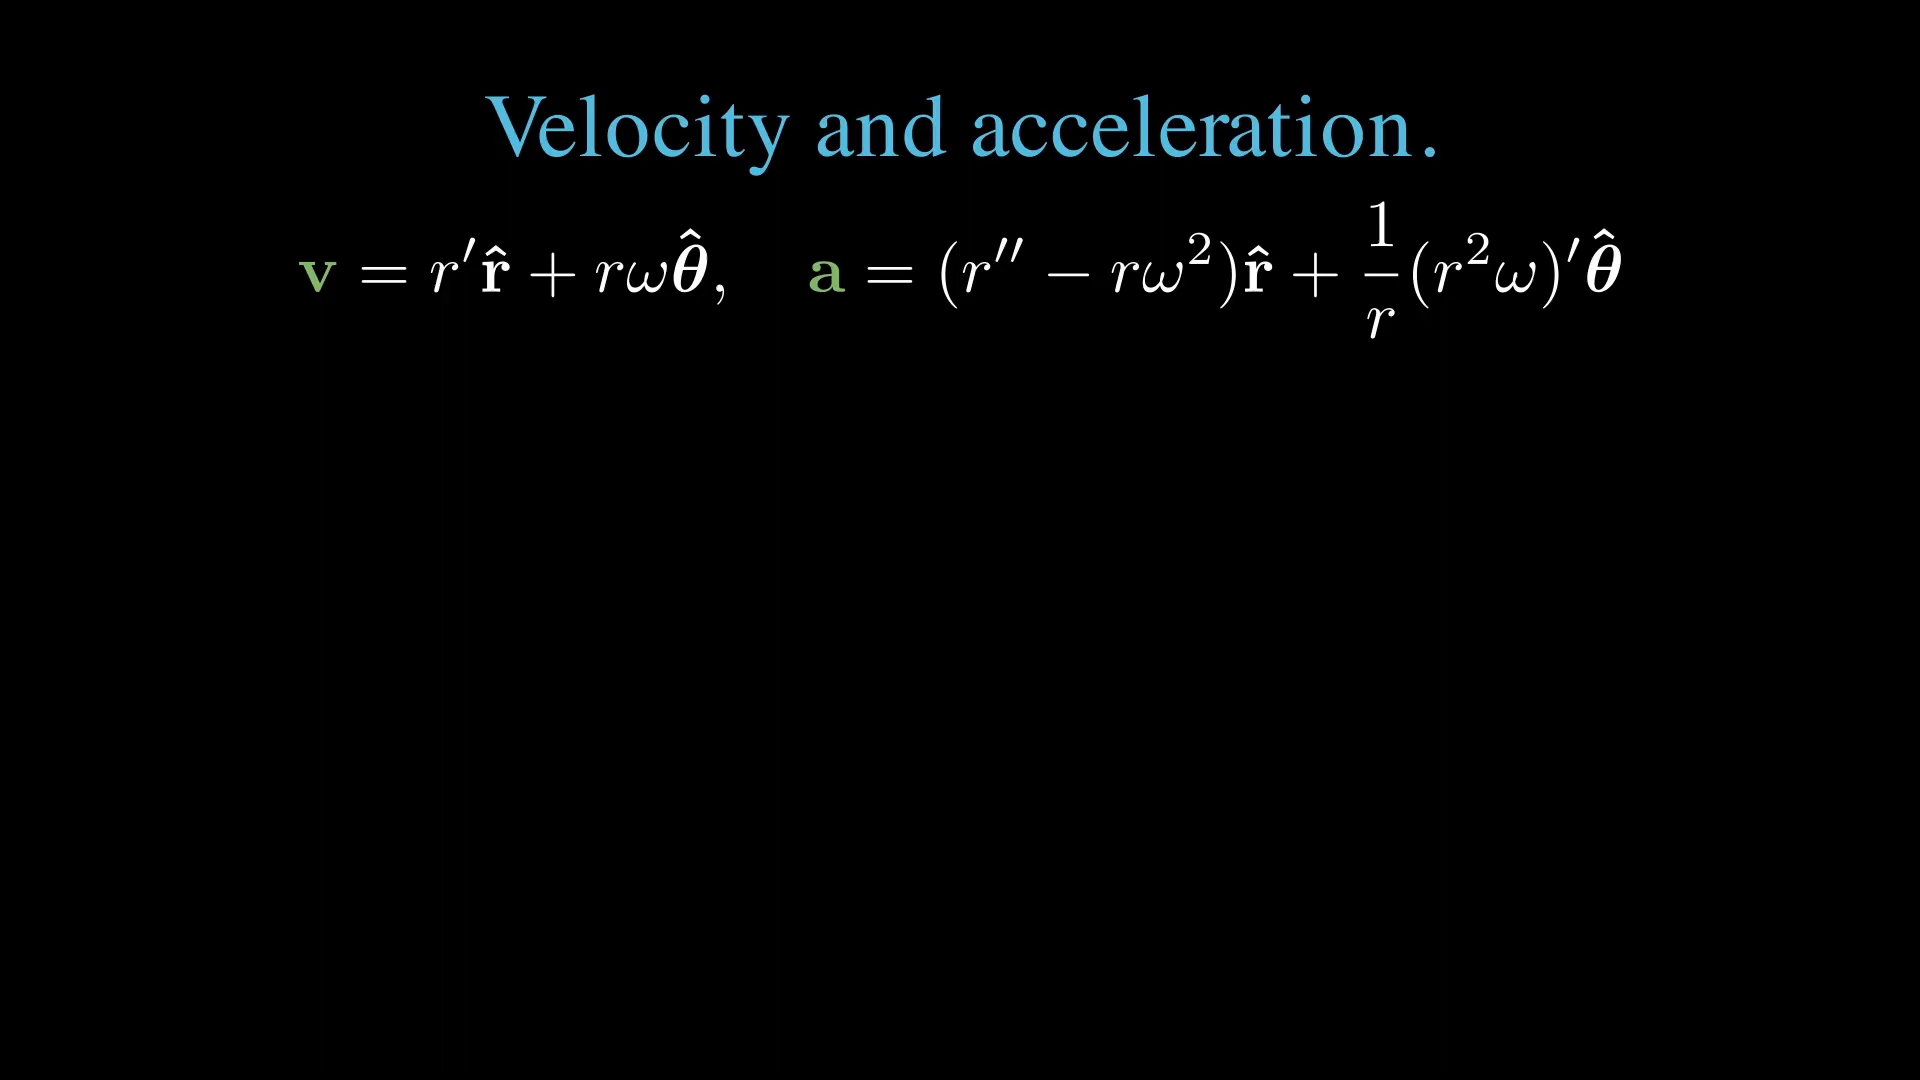 Velocity and acceleration.
𝐯 = r′𝐫̂ + rω𝛉̂, 𝐚 = (r″ − rω²)𝐫̂ + 1/r (r²ω)′𝛉̂